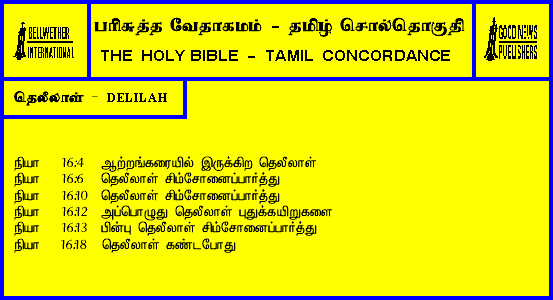 BELLWETHER
INTERNATIONAL
பரிசுத்த வேதாகமம் - தமிழ் சொல்தொகுதி
THE HOLY BIBLE - TAMIL CONCORDANCE
GOOD NEWS
PUBLISHERS
தெலீலாள் - DELILAH
நியா 16:4 ஆற்றங்கரையில் இருக்கிற தெலீலாள்
நியா 16:6 தெலீலாள் சிம்சோனைப்பார்த்து
நியா 16:10 தெலீலாள் சிம்சோனைப்பார்த்து
நியா 16:12 அப்பொழுது தெலீலாள் புதுக்கயிறுகளை
நியா 16:13 பின்பு தெலீலாள் சிம்சோனைப்பார்த்து
நியா 16:18 தெலீலாள் கண்டபோது